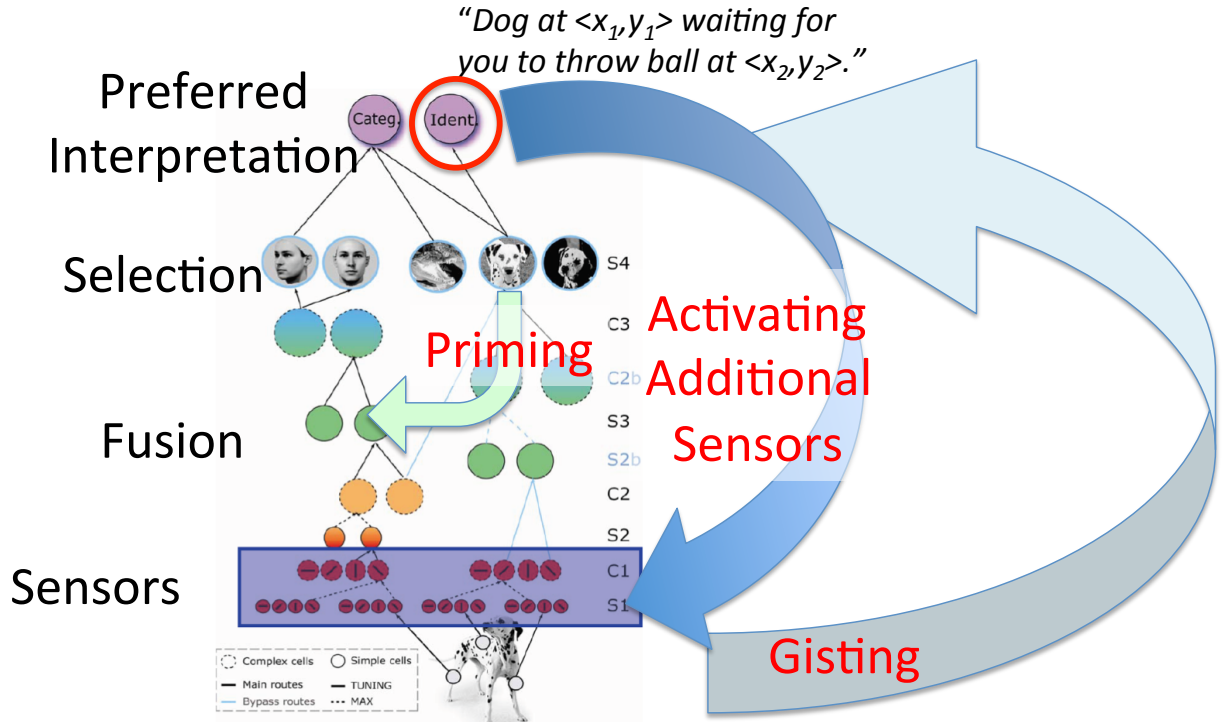 “Dog at <x1,y1> waiting for
you to throw ball at <x2,y2>.”
Preferred
Interpretation
Categ.
Ident.
Selection
S4
C3
Priming
Activating
Additional
Sensors
C2b
S3
Fusion
S2b
C2
S2
Sensors
C1
S1
Gisting
Complex cells
Simple cells
Main routes
TUNING
Bypass routes
MAX